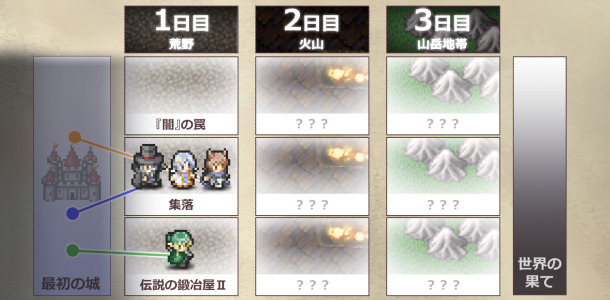 1日目
荒野
2日目
火山
3日目
山岳地帯
『闇』の罠
？？？
？？？
集落
？？？
？？？
最初の城
伝説の鍛冶屋Ⅱ
？？？
？？？
世界の
果て